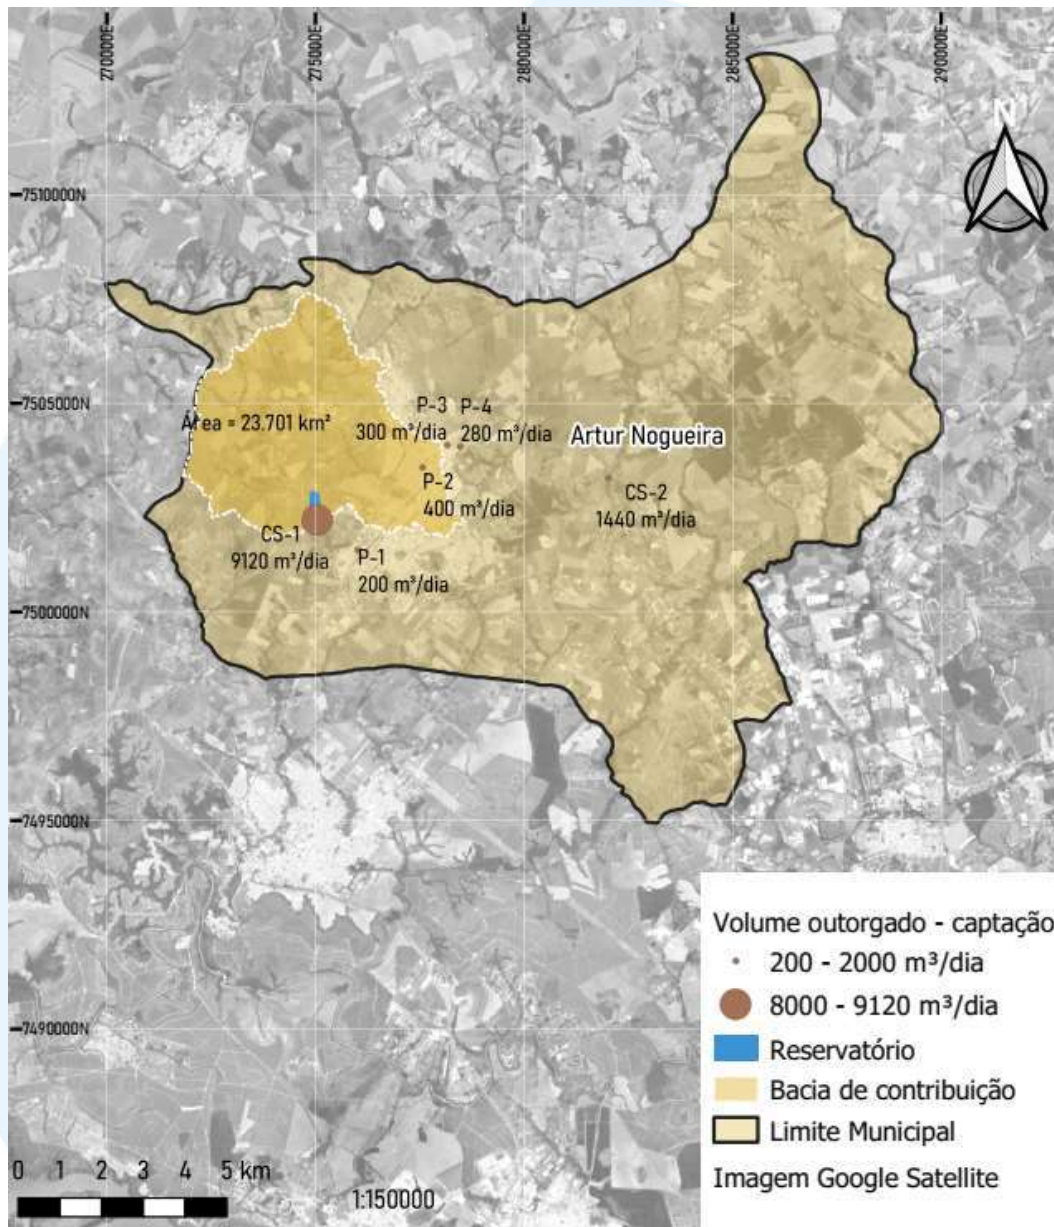 270000E
275000E
280000E
285000E
290000E
N
7510000N
7505000N
7500000N
7495000N
7490000N
Área = 23.701 km²
P-3
300 m³/dia
P-4
280 m³/dia
Artur Nogueira
P-2
400 m³/dia
CS-2
1440 m³/dia
CS-1
9120 m³/dia
P-1
200 m³/dia
Volume outorgado - captação
200 - 2000 m³/dia
8000 - 9120 m³/dia
Reservatório
Bacia de contribuição
Limite Municipal
Imagem Google Satellite
0 1 2 3 4 5 km
1:150000